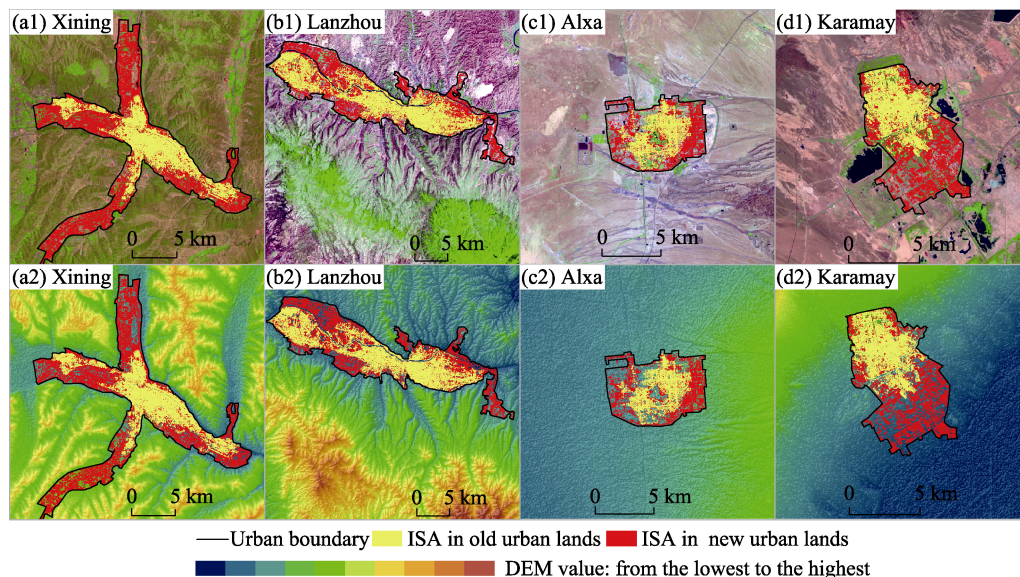 (a1) Xining
(b1) Lanzhou
(c1) Alxa
(d1) Karamay
0 5 km
0 5 km
0 5 km
0 5 km
(a2) Xining
(b2) Lanzhou
(c2) Alxa
(d2) Karamay
0 5 km
0 5 km
0 5 km
0 5 km
Urban boundary ISA in old urban lands ISA in new urban lands
DEM value: from the lowest to the highest